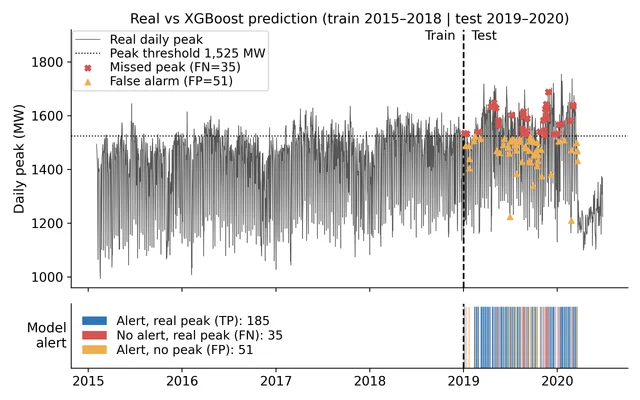 Real vs XGBoost prediction (train 2015–2018 | test 2019–2020)
Real daily peak
Peak threshold 1,525 MW
Missed peak (FN=35)
False alarm (FP=51)
Train
Test
Daily peak (MW)
1800
1600
1400
1200
1000
Model
alert
Alert, real peak (TP): 185
No alert, real peak (FN): 35
Alert, no peak (FP): 51
2015 2016 2017 2018 2019 2020